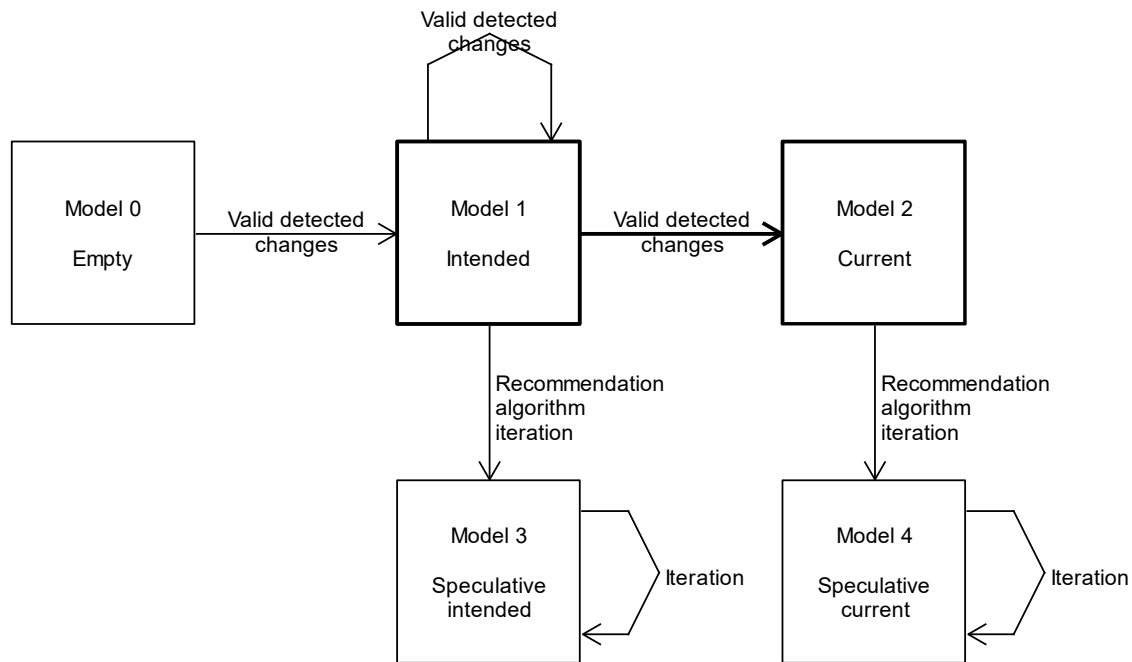 Valid detected
changes
Model 0
Empty
Valid detected
changes
Model 1
Intended
Valid detected
changes
Model 2
Current
Recommendation
algorithm
iteration
Recommendation
algorithm
iteration
Model 3
Speculative
intended
Iteration
Model 4
Speculative
current
Iteration